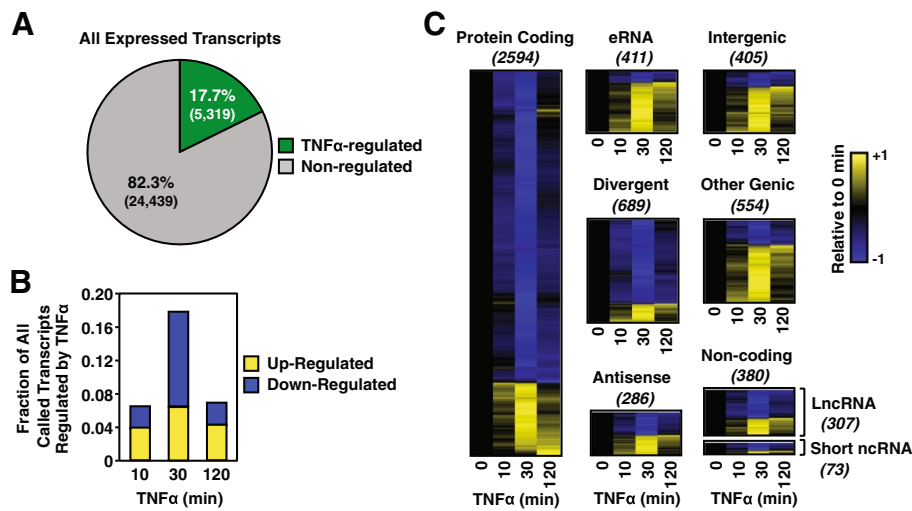 A
All Expressed Transcripts
17.7%
(5,319)
82.3%
(24,439)
TNFα-regulated
Non-regulated
B
Fraction of All
Called Transcripts
Regulated by TNFα
0.20
0.16
0.12
0.08
0.04
0
10 30 120
TNFα (min)
Up-Regulated
Down-Regulated
C
Protein Coding
(2594)
0 10 30 120
TNFα (min)
eRNA
(411)
0 10 30 120
Intergenic
(405)
0 10 30 120
Divergent
(689)
0 10 30 120
Other Genic
(554)
0 10 30 120
Antisense
(286)
0 10 30 120
TNFα (min)
Non-coding
(380)
LncRNA
(307)
Short ncRNA
(73)
0 10 30 120
TNFα (min)
Relative to 0 min
+1
-1